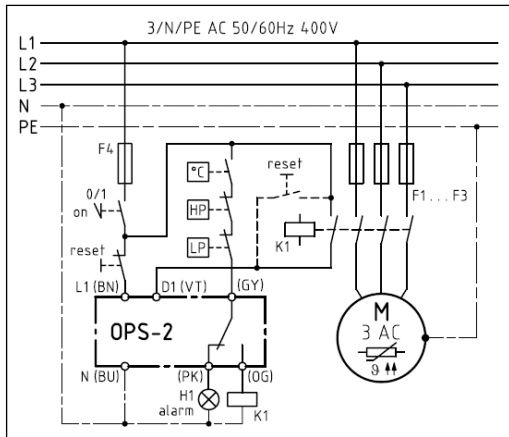 3/N/PE AC 50/60Hz 400V
L1
L2
L3
N
PE
F4
°C
reset
0/1
on
HP
F1...F3
reset
LP
K1
L1 (BN)
D1 (VT)
(GY)
M
3 AC
ϑ
OPS-2
N (BU)
(PK)
(OG)
H1
alarm
K1